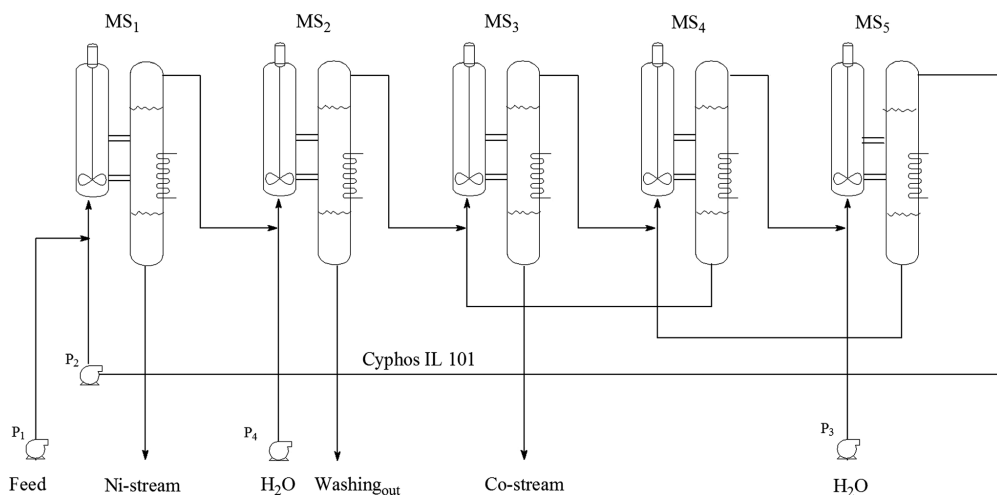 MS₁ MS₂ MS₃ MS₄ MS₅
Cyphos IL 101
P₂
P₁ P₄ P₃
Feed Ni-stream H₂O Washingₒᵤₜ Co-stream H₂O